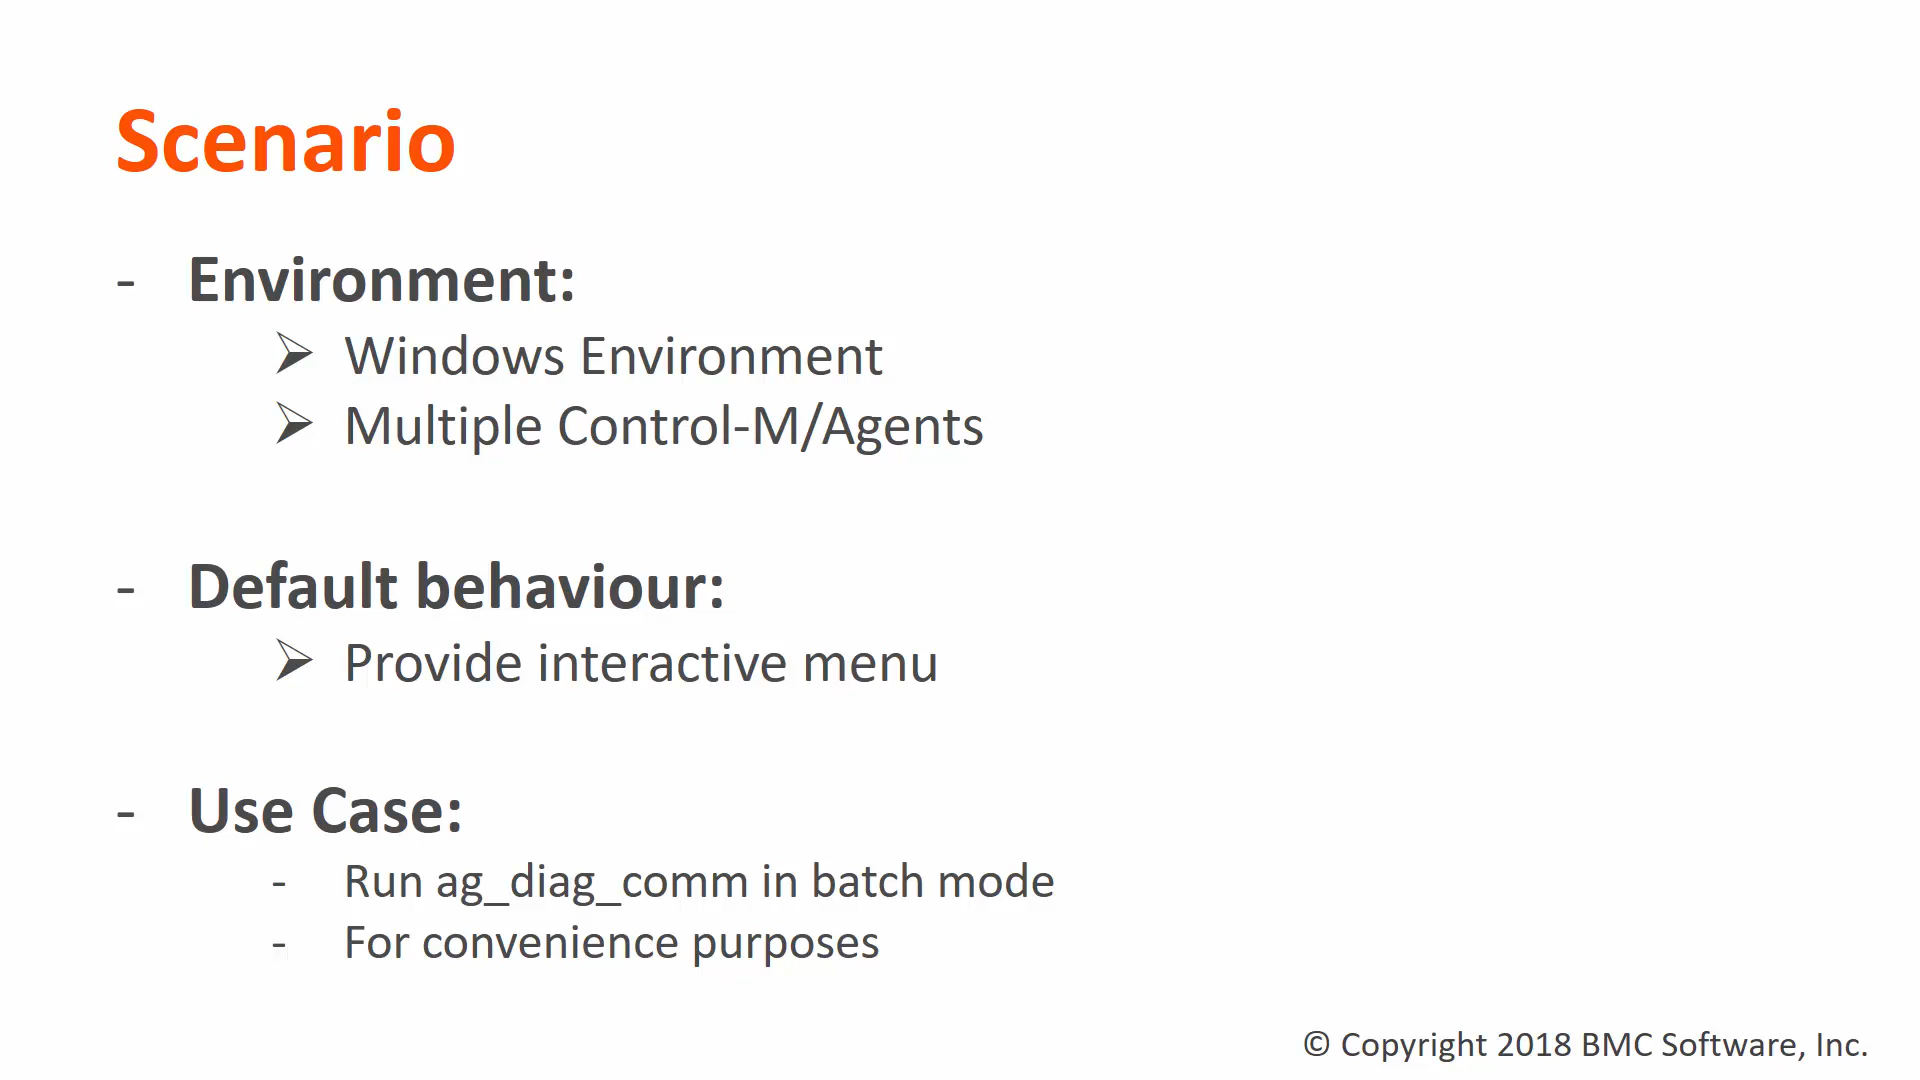 Scenario
- Environment:
➢ Windows Environment
➢ Multiple Control-M/Agents
- Default behaviour:
➢ Provide interactive menu
- Use Case:
- Run ag_diag_comm in batch mode
- For convenience purposes
© Copyright 2018 BMC Software, Inc.